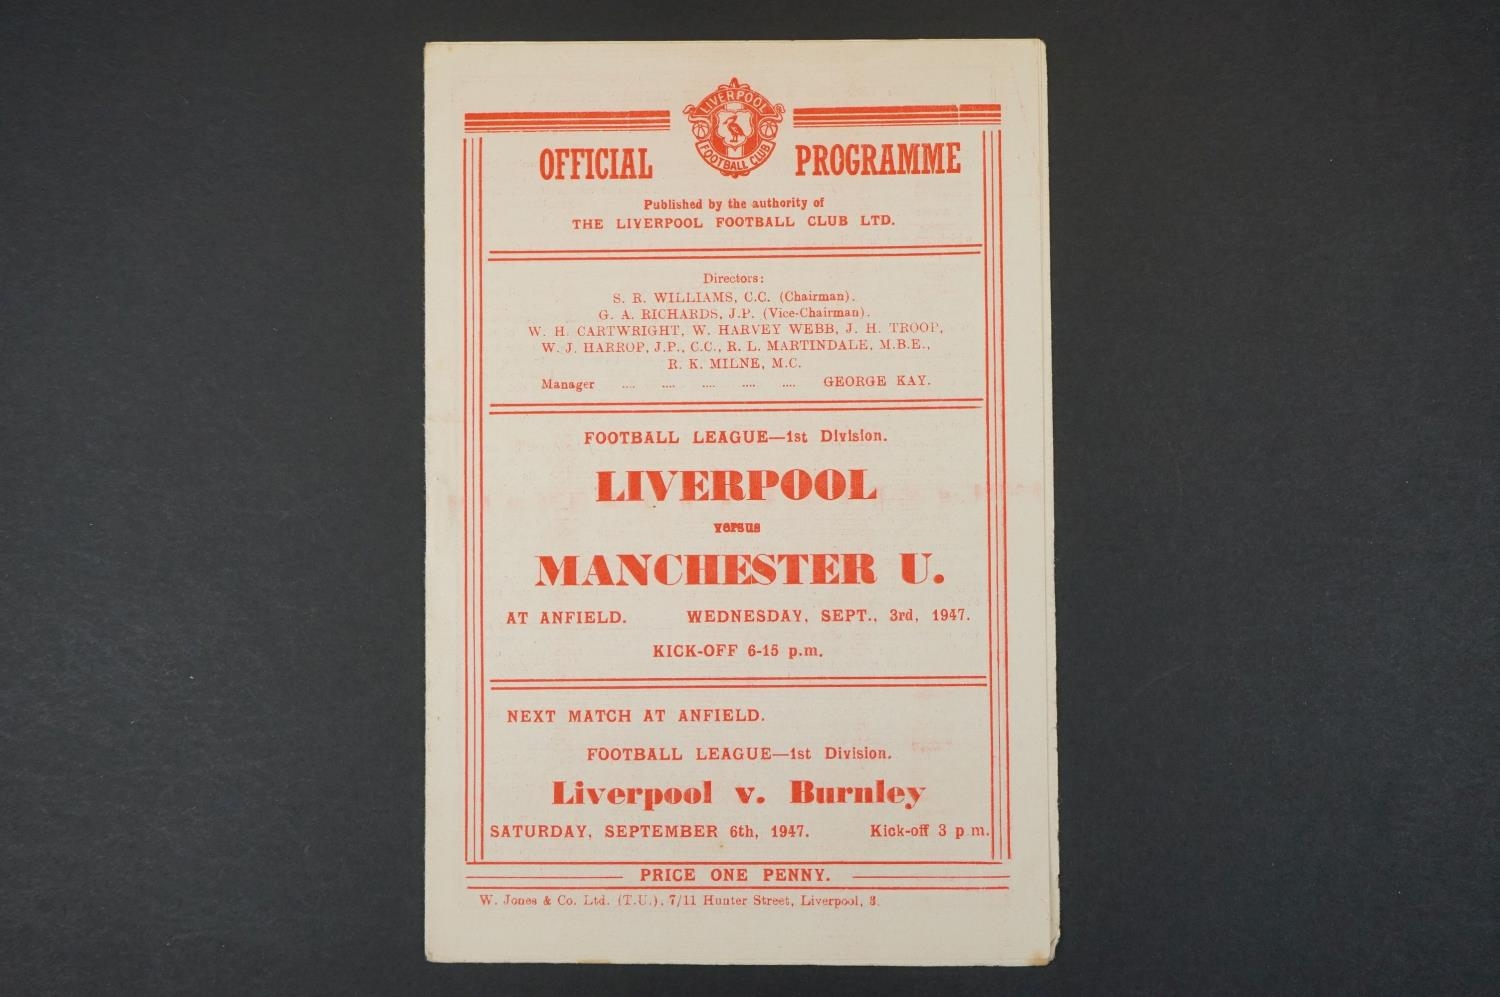 LIVERPOOL
FOOTBALL CLUB
OFFICIAL PROGRAMME
Published by the authority of
THE LIVERPOOL FOOTBALL CLUB LTD.
Directors:
S. R. WILLIAMS, C.C. (Chairman).
G. A. RICHARDS, J.P. (Vice-Chairman).
W. H. CARTWRIGHT, W. HARVEY WEBB, J. H. TROOP,
W. J. HARROP, J.P., C.C., R. L. MARTINDALE, M.B.E.,
R. K. MILNE, M.C.
Manager .... .... .... .... .... GEORGE KAY.
FOOTBALL LEAGUE—1st Division.
LIVERPOOL
versus
MANCHESTER U.
AT ANFIELD. WEDNESDAY, SEPT., 3rd, 1947.
KICK-OFF 6-15 p.m.
NEXT MATCH AT ANFIELD.
FOOTBALL LEAGUE—1st Division.
Liverpool v. Burnley
SATURDAY, SEPTEMBER 6th, 1947. Kick-off 3 p.m.
PRICE ONE PENNY.
W. Jones & Co. Ltd. (T.U.), 7/11 Hunter Street, Liverpool, 3.